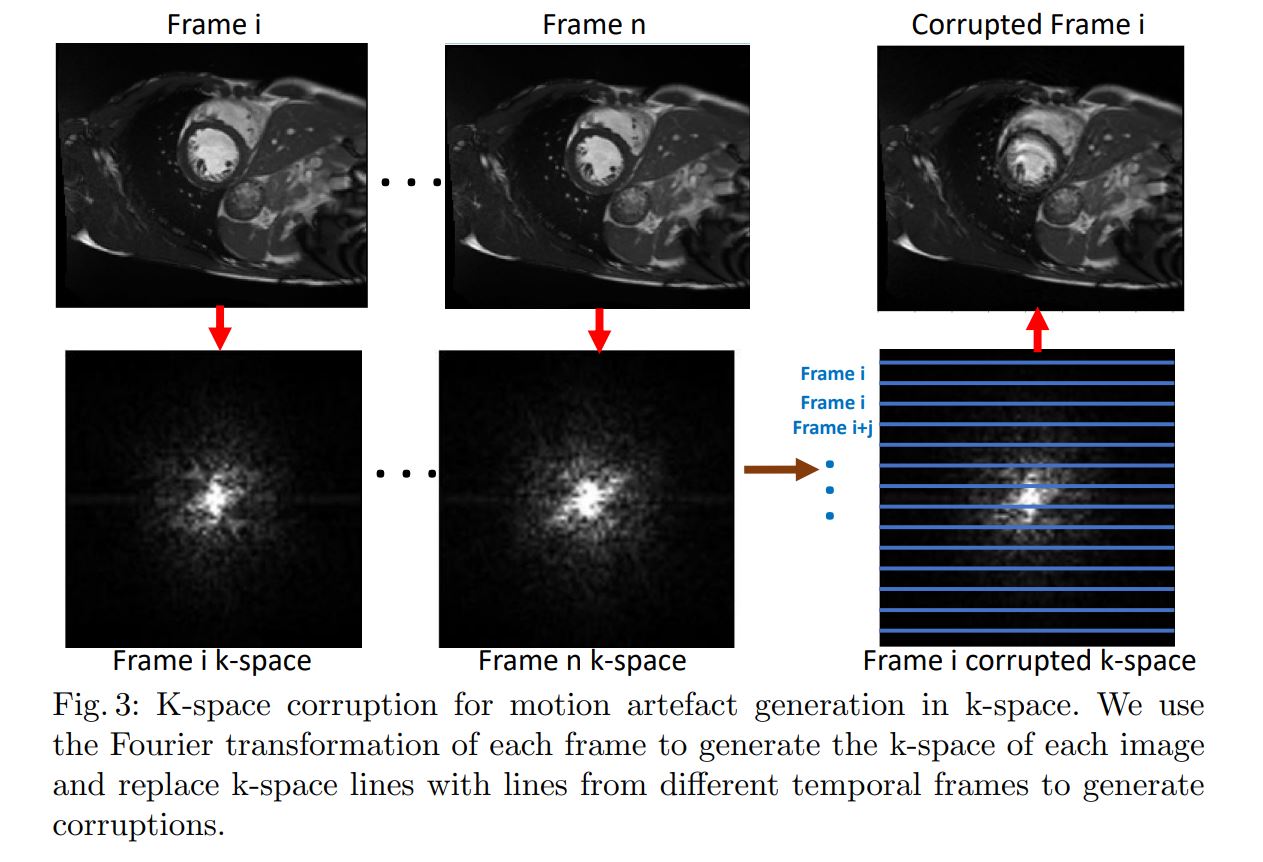 Frame i
Frame n
Corrupted Frame i
Frame i
Frame i
Frame i+j
Frame i k-space
Frame n k-space
Frame i corrupted k-space
Fig. 3: K-space corruption for motion artefact generation in k-space. We use
the Fourier transformation of each frame to generate the k-space of each image
and replace k-space lines with lines from different temporal frames to generate
corruptions.